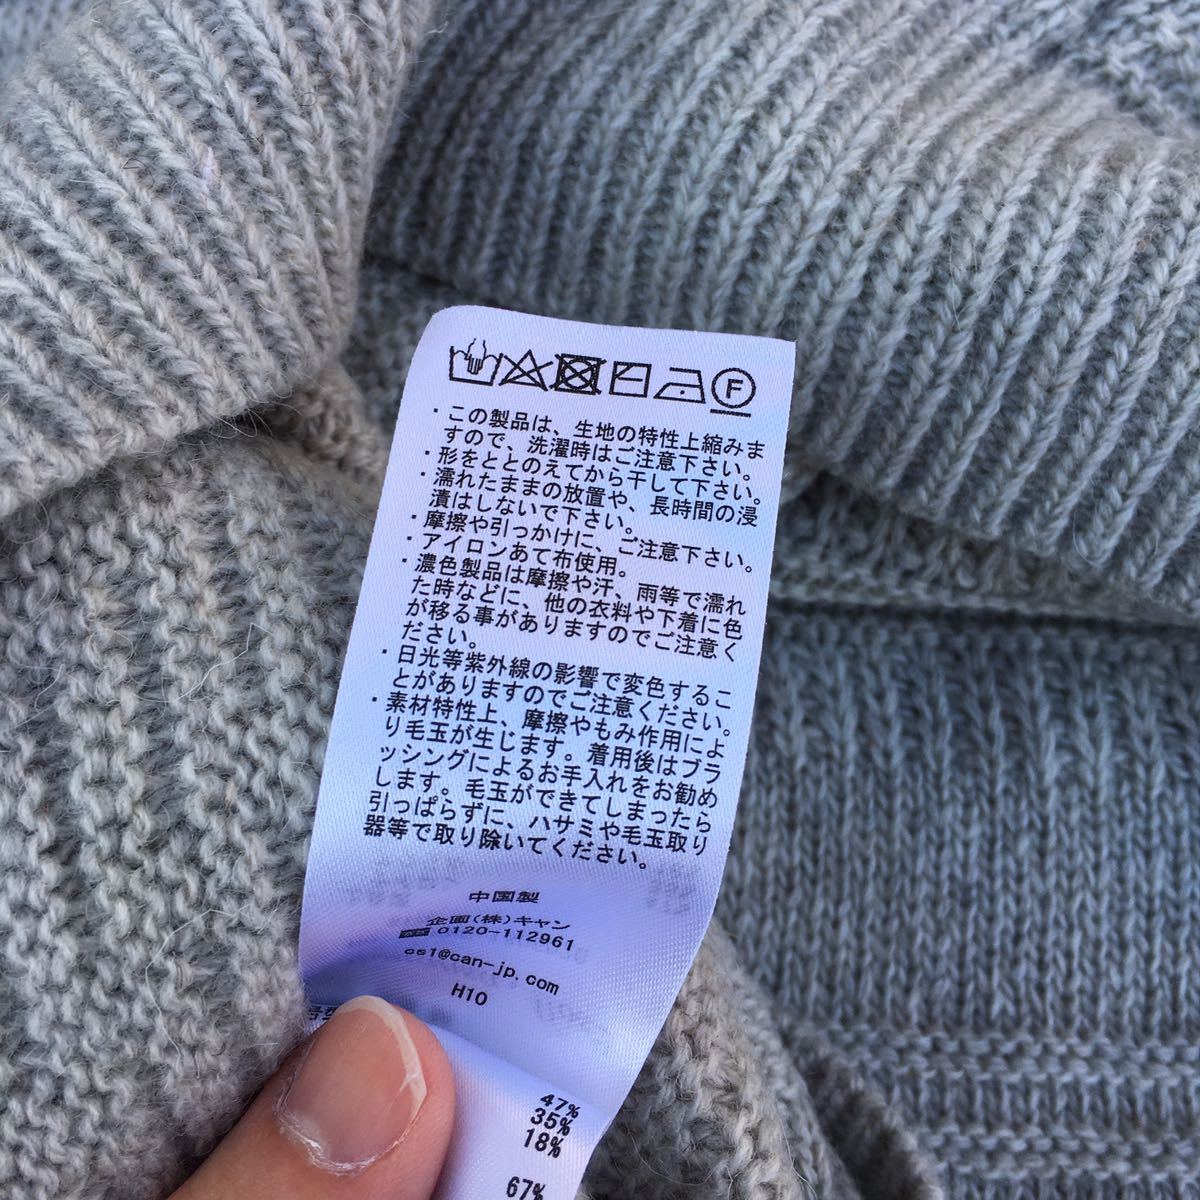 F
・この製品は、生地の特性上縮みま
すので、洗濯時はご注意下さい。
・形をととのえてから干して下さい。
・濡れたままの放置や、長時間の浸
漬はしないで下さい。
・摩擦や引っかけに、ご注意下さい。
・アイロンあて布使用。
・濃色製品は摩擦や汗、雨等で濡れ
た時などに、他の衣料や下着に色
が移る事がありますのでご注意く
ださい。
・日光等紫外線の影響で変色するこ
とがありますのでご注意ください。
・素材特性上、摩擦やもみ作用によ
り毛玉が生じます。着用後はブラ
ッシングによるお手入れをお勧め
します。毛玉ができてしまったら
引っぱらずに、ハサミや毛玉取り
器等で取り除いてください。
中国製
企画(株)キャン
0120-112961
cs1@can-jp.com
H10
47%
35%
18%
67%